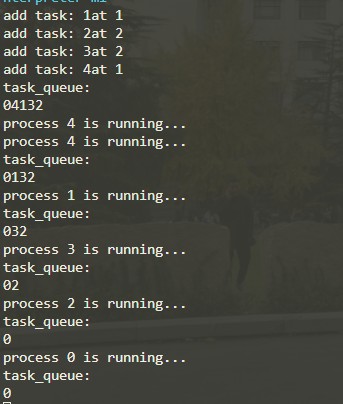 add task: 1at 1
add task: 2at 2
add task: 3at 2
add task: 4at 1
task_queue:
04132
process 4 is running...
process 4 is running...
task_queue:
0132
process 1 is running...
task_queue:
032
process 3 is running...
task_queue:
02
process 2 is running...
task_queue:
0
process 0 is running...
task_queue:
0